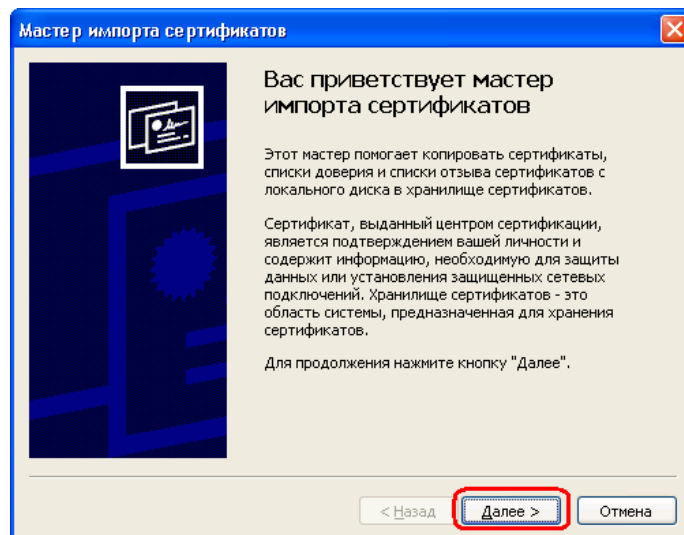 Мастер импорта сертификатов
Вас приветствует мастер
импорта сертификатов
Этот мастер помогает копировать сертификаты,
списки доверия и списки отзыва сертификатов с
локального диска в хранилище сертификатов.
Сертификат, выданный центром сертификации,
является подтверждением вашей личности и
содержит информацию, необходимую для защиты
данных или установления защищенных сетевых
подключений. Хранилище сертификатов - это
область системы, предназначенная для хранения
сертификатов.
Для продолжения нажмите кнопку "Далее".
< Назад Далее > Отмена